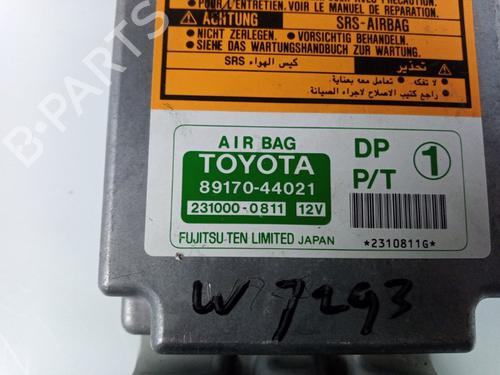 •POUR L'ENTRETIEN, LIRE LE MANUEL DE REPARATION.
ACHTUNG SRS-AIRBAG
•NICHT ZERLEGEN. •VORSICHTIG BEHANDELN.
•SIEHE DAS WARTUNGSHANDBUCH ZUR WARTUNG.
كيس الهواء SRS
تحذير
• لا تفكه. • تعامل معه بعناية.
• راجع كتيب الاصلاح لاجراء الصيانة.
AIR BAG
TOYOTA
89170-44021
231000-0811 12V
FUJITSU TEN LIMITED JAPAN
DP 1
P/T
*2310811G*
W 7293
B-PARTS